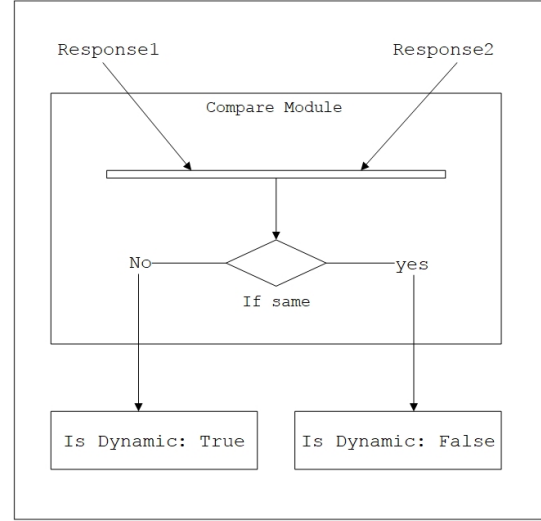 Response1
Response2
Compare Module
No
yes
If same
Is Dynamic: True
Is Dynamic: False